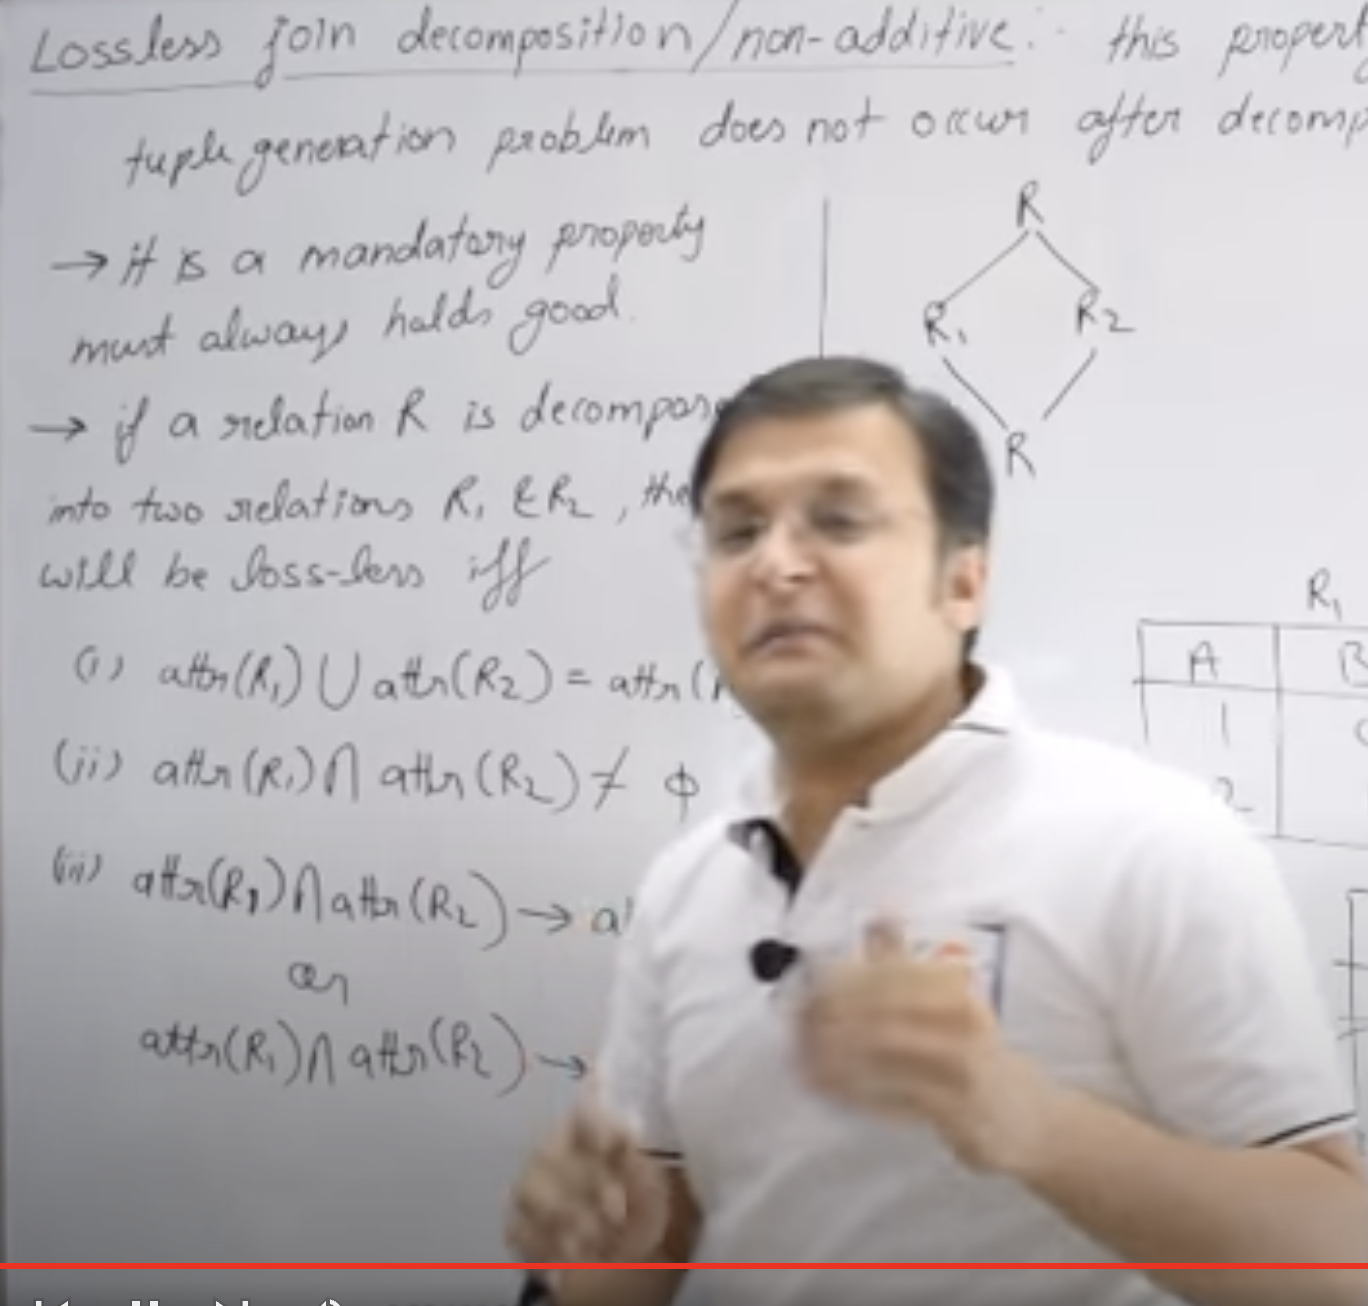 Lossless join decomposition/non-additive :- this propert
tuple generation problem does not occur after decomp
→ it is a mandatory property
must always holds good.
→ if a relation R is decompos
into two relations R₁ & R₂, the
will be loss-less iff
(i) attr(R₁) ∪ attr(R₂) = attr(
(ii) attr(R₁) ∩ attr(R₂) ≠ ϕ
(iii) attr(R₁) ∩ attr(R₂) → a
or
attr(R₁) ∩ attr(R₂) →
R
R₁ R₂
R
R₁
A B
1
2